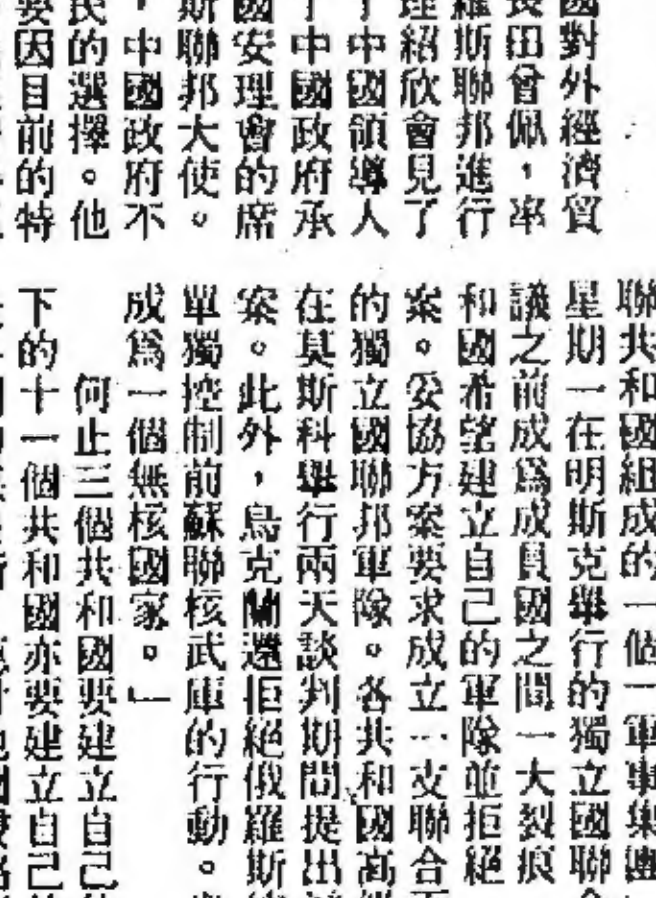 國對外經濟貿
長田曾佩，率
羅斯聯邦進行
理紹欣會見了
了中國領導人
了中國政府承
國安理會的席
斯聯邦大使。
，中國政府不
民的選擇。他
要因目前的特
聯共和國組成的一個一軍事集團
星期一在明斯克舉行的獨立國聯
議之前成爲成員國之間一大裂痕
和國希望建立自己的軍隊並拒絕
案。妥協方案要求成立一支聯合
的獨立國聯邦軍隊。各共和國高
在莫斯科舉行兩天談判期間提出
案。此外，烏克蘭還拒絕俄羅斯
單獨控制前蘇聯核武庫的行動。
成爲一個無核國家。」
何止三個共和國要建立自己
下的十一個共和國亦要建立自己